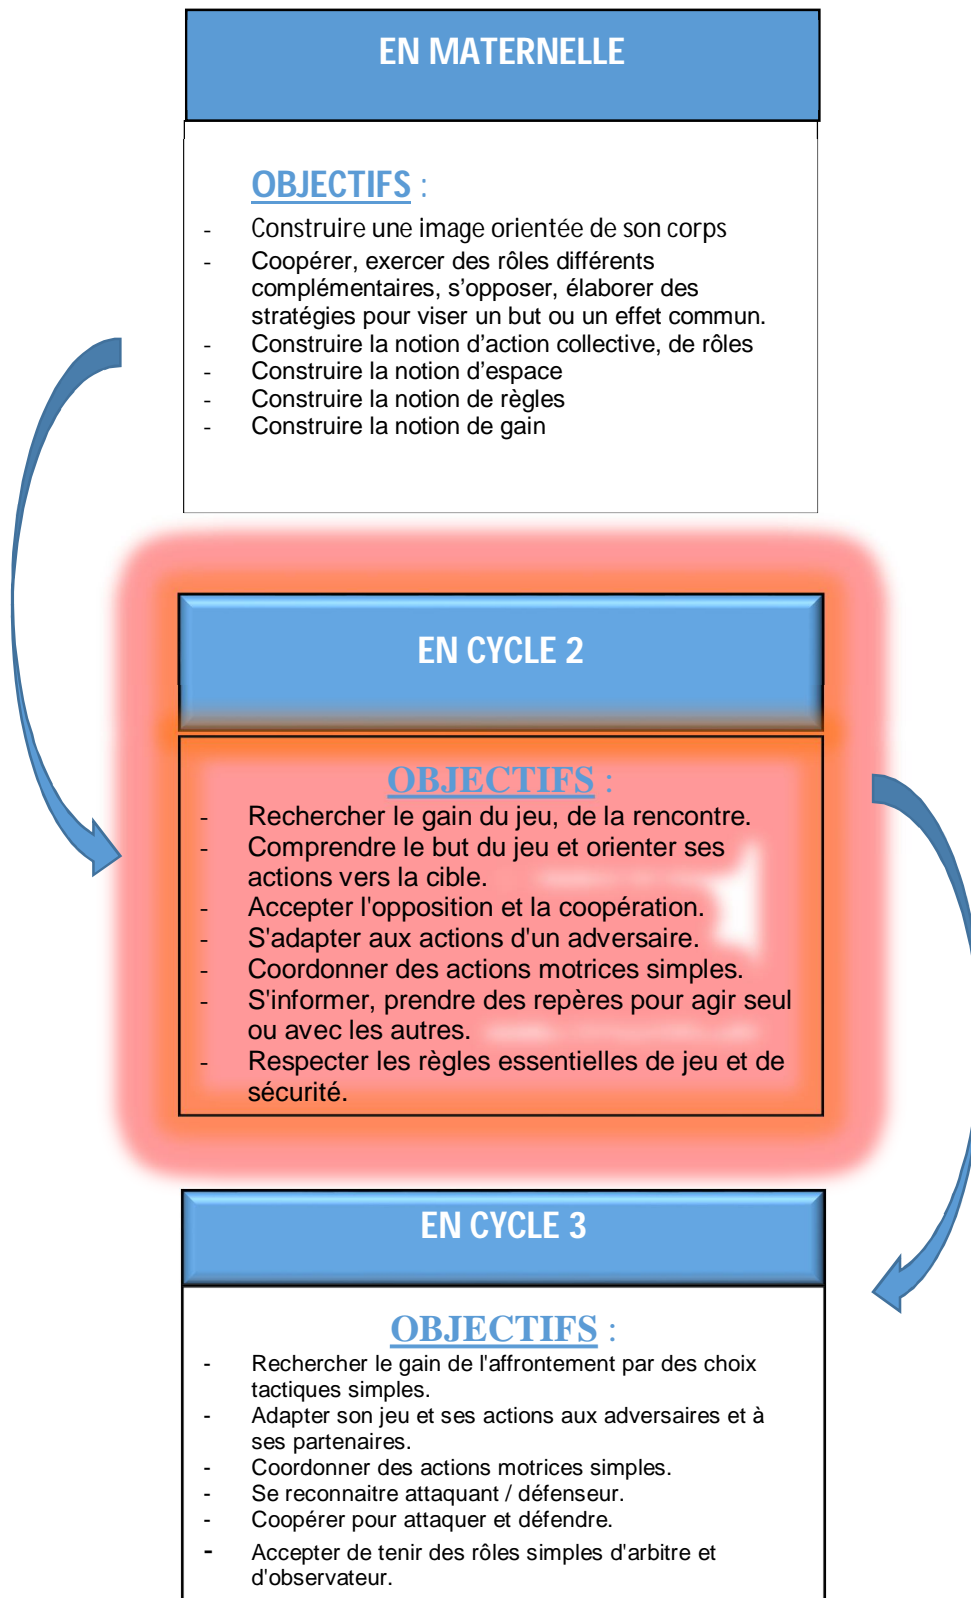 EN MATERNELLE
OBJECTIFS :
- Construire une image orientée de son corps
- Coopérer, exercer des rôles différents
complémentaires, s’opposer, élaborer des
stratégies pour viser un but ou un effet commun.
- Construire la notion d’action collective, de rôles
- Construire la notion d’espace
- Construire la notion de règles
- Construire la notion de gain
EN CYCLE 2
OBJECTIFS :
- Rechercher le gain du jeu, de la rencontre.
- Comprendre le but du jeu et orienter ses
actions vers la cible.
- Accepter l'opposition et la coopération.
- S'adapter aux actions d'un adversaire.
- Coordonner des actions motrices simples.
- S'informer, prendre des repères pour agir seul
ou avec les autres.
- Respecter les règles essentielles de jeu et de
sécurité.
EN CYCLE 3
OBJECTIFS :
- Rechercher le gain de l'affrontement par des choix
tactiques simples.
- Adapter son jeu et ses actions aux adversaires et à
ses partenaires.
- Coordonner des actions motrices simples.
- Se reconnaitre attaquant / défenseur.
- Coopérer pour attaquer et défendre.
- Accepter de tenir des rôles simples d'arbitre et
d'observateur.